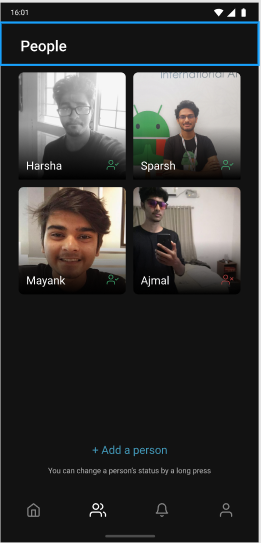 16:01
People
International A
Harsha
Sparsh
Mayank
Ajmal
+ Add a person
You can change a person's status by a long press